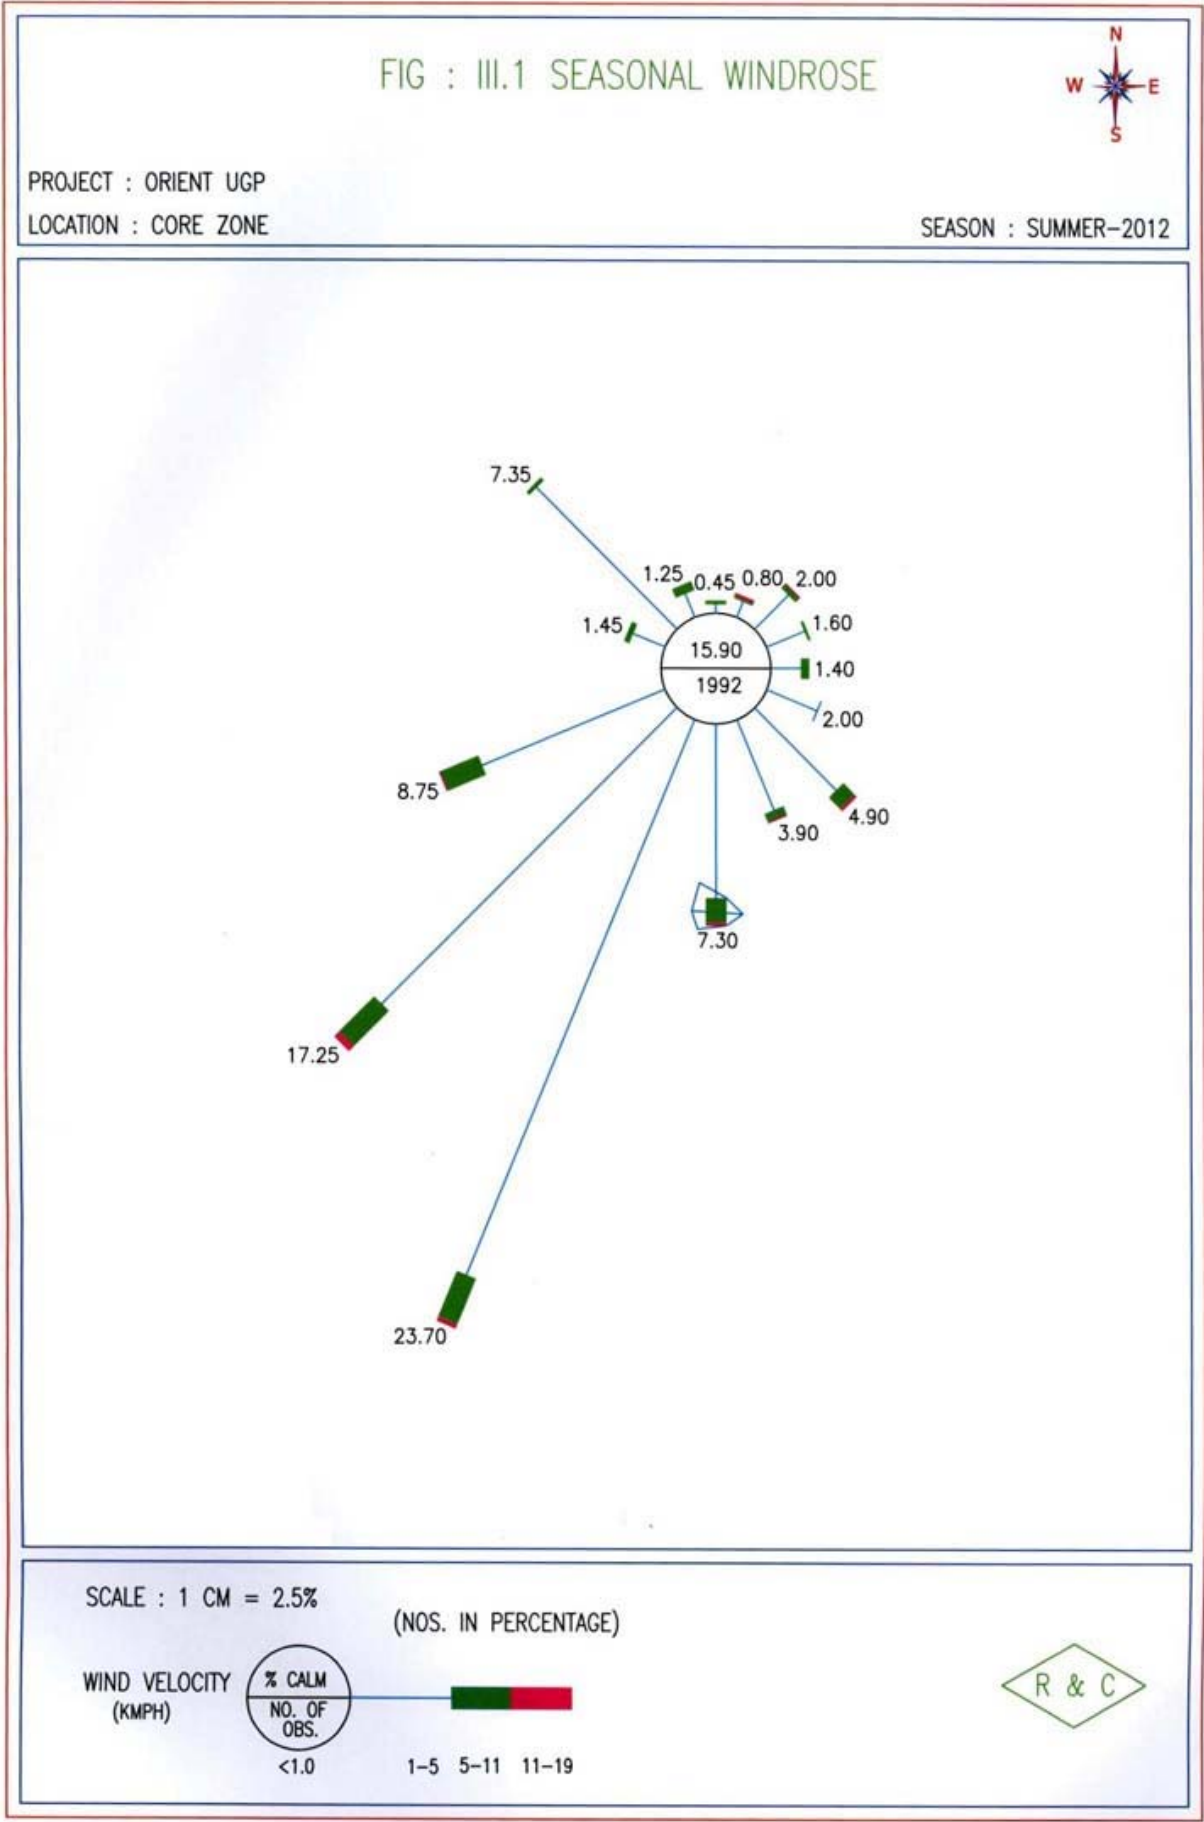 N
FIG : III.1 SEASONAL WINDROSE
W E
S
PROJECT : ORIENT UGP
LOCATION : CORE ZONE
SEASON : SUMMER-2012
7.35
1.25 0.45 0.80 2.00
1.45
1.60
15.90
1.40
1992
2.00
8.75
4.90
3.90
7.30
17.25
23.70
SCALE : 1 CM = 2.5%
(NOS. IN PERCENTAGE)
WIND VELOCITY
(KMPH)
% CALM
NO. OF
OBS.
R & C
<1.0 1-5 5-11 11-19